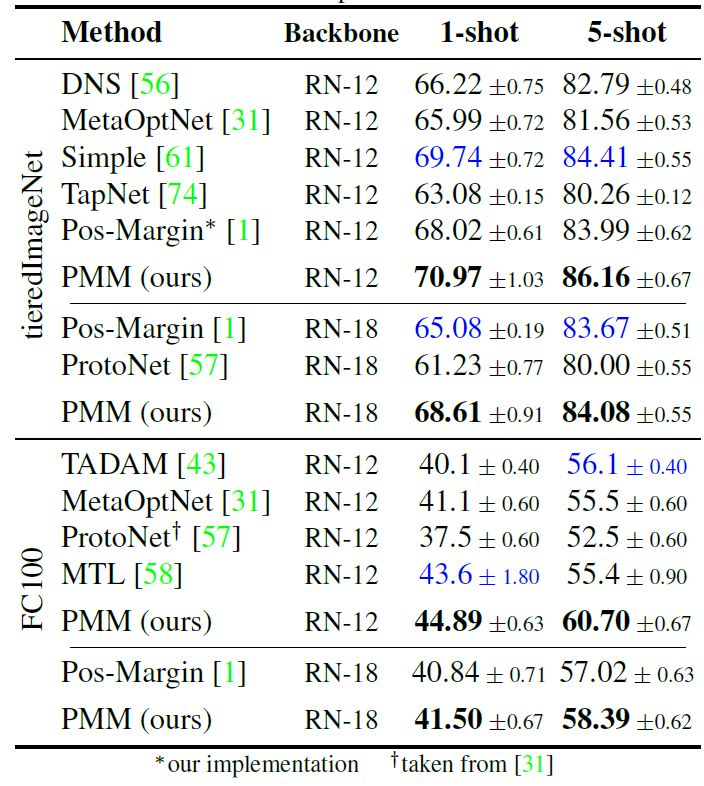 Method Backbone 1-shot 5-shot
tieredImageNet
DNS [56] RN-12 66.22 ±0.75 82.79 ±0.48
MetaOptNet [31] RN-12 65.99 ±0.72 81.56 ±0.53
Simple [61] RN-12 69.74 ±0.72 84.41 ±0.55
TapNet [74] RN-12 63.08 ±0.15 80.26 ±0.12
Pos-Margin* [1] RN-12 68.02 ±0.61 83.99 ±0.62
PMM (ours) RN-12 70.97 ±1.03 86.16 ±0.67
Pos-Margin [1] RN-18 65.08 ±0.19 83.67 ±0.51
ProtoNet [57] RN-18 61.23 ±0.77 80.00 ±0.55
PMM (ours) RN-18 68.61 ±0.91 84.08 ±0.55
FC100
TADAM [43] RN-12 40.1 ± 0.40 56.1 ± 0.40
MetaOptNet [31] RN-12 41.1 ± 0.60 55.5 ± 0.60
ProtoNet† [57] RN-12 37.5 ± 0.60 52.5 ± 0.60
MTL [58] RN-12 43.6 ± 1.80 55.4 ± 0.90
PMM (ours) RN-12 44.89 ±0.63 60.70 ±0.67
Pos-Margin [1] RN-18 40.84 ± 0.71 57.02 ± 0.63
PMM (ours) RN-18 41.50 ±0.67 58.39 ±0.62
*our implementation †taken from [31]